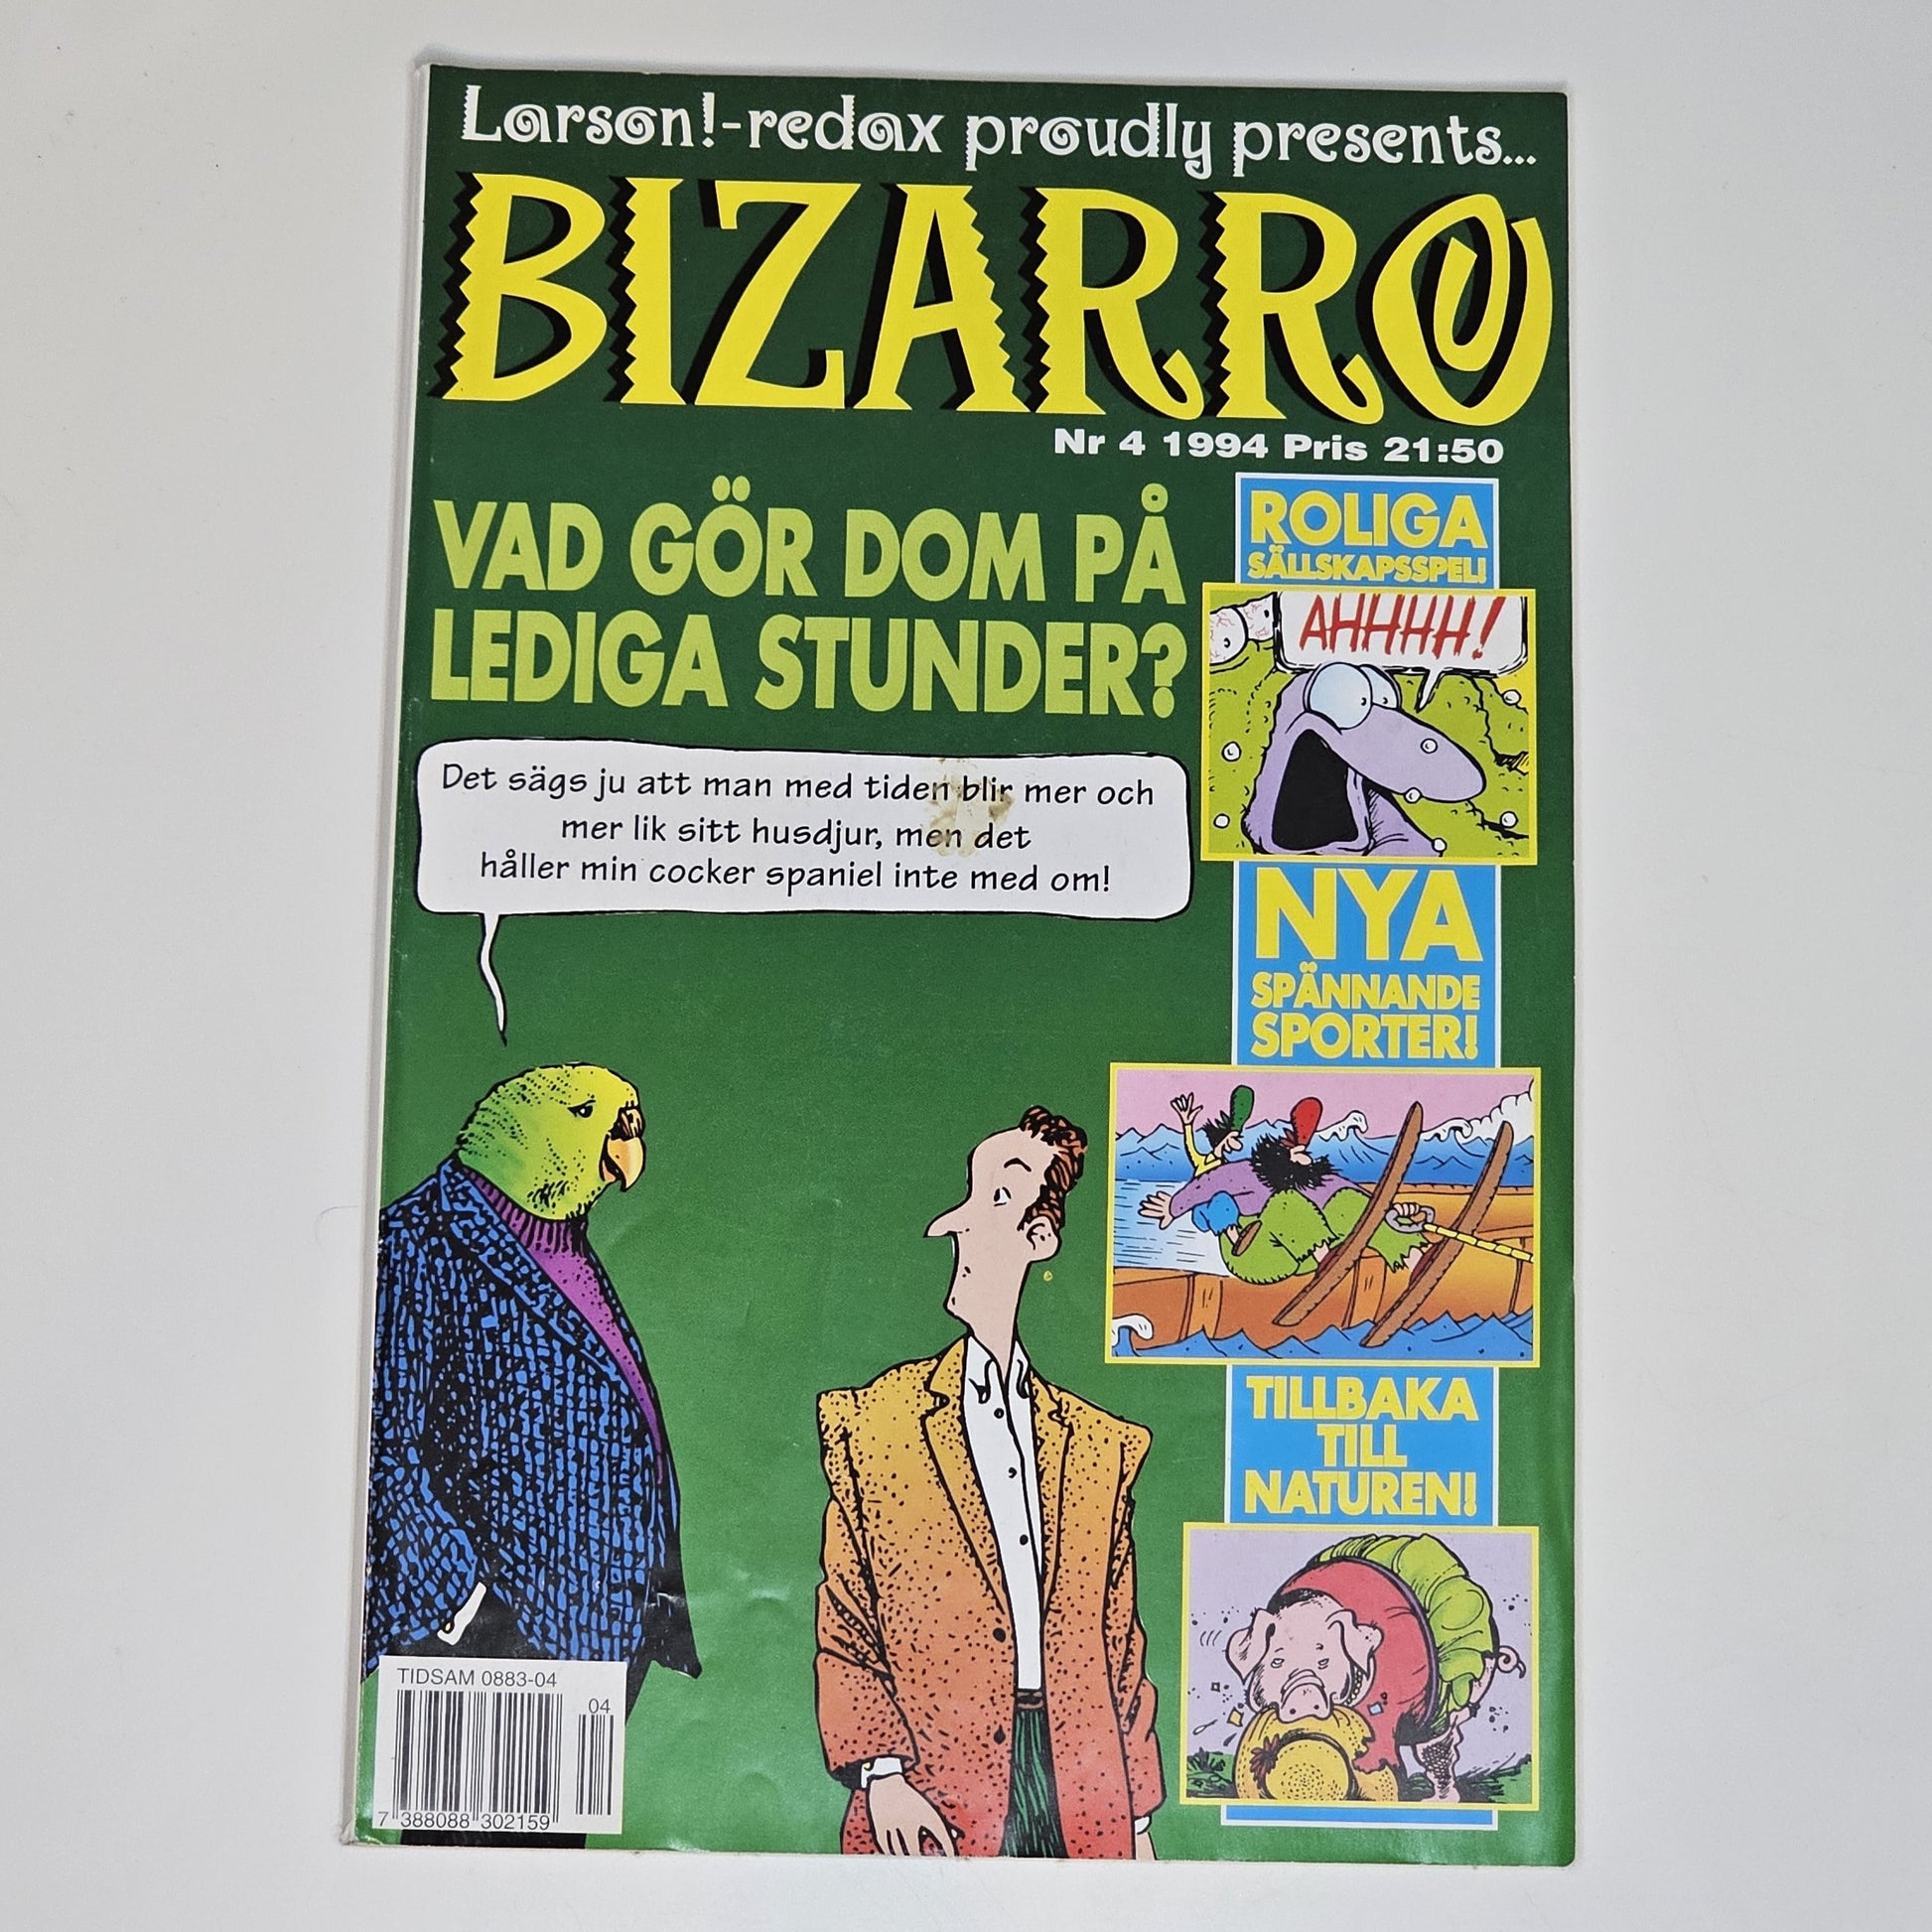 Larson!-redax proudly presents...
BIZARRO
Nr 4 1994 Pris 21:50
VAD GÖR DOM PÅ
LEDIGA STUNDER?
Det sägs ju att man med tiden blir mer och
mer lik sitt husdjur, men det
håller min cocker spaniel inte med om!
ROLIGA
SÄLLSKAPSSPEL!
AHHHH!
NYA
SPÄNNANDE
SPORTER!
TILLBAKA
TILL
NATUREN!
TIDSAM 0883-04
04
7 388088 302159